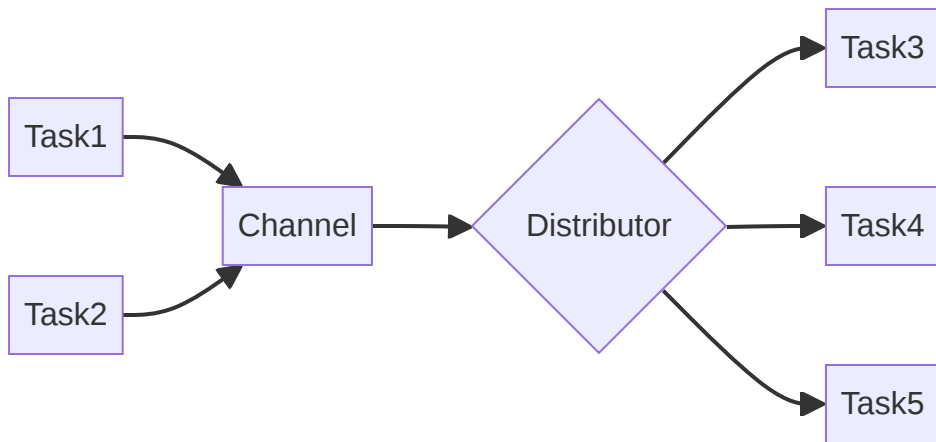 Task1
Task2
Channel
Distributor
Task3
Task4
Task5